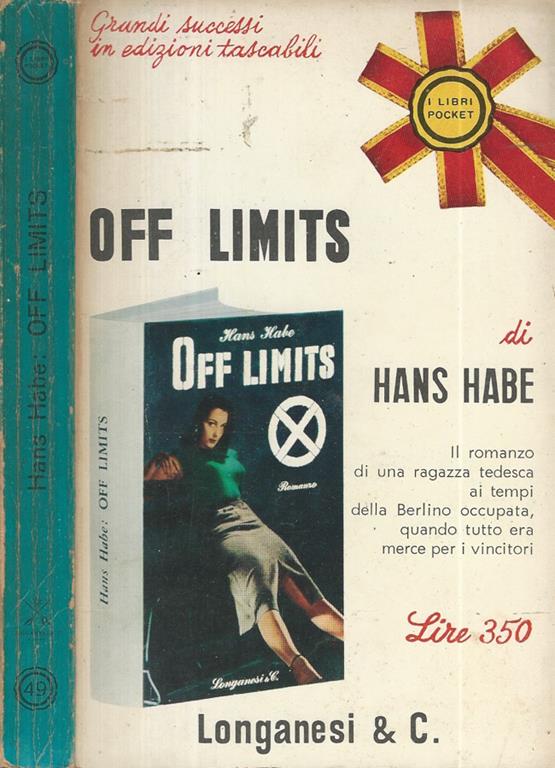 I LIBRI
POCKET
Hans Habe: OFF LIMITS
49
Grandi successi
in edizioni tascabili
I LIBRI
POCKET
OFF LIMITS
Hans Habe
OFF LIMITS
Romanzo
Longanesi & C.
Hans Habe: OFF LIMITS
di
HANS HABE
Il romanzo
di una ragazza tedesca
ai tempi
della Berlino occupata,
quando tutto era
merce per i vincitori
Lire 350
Longanesi & C.